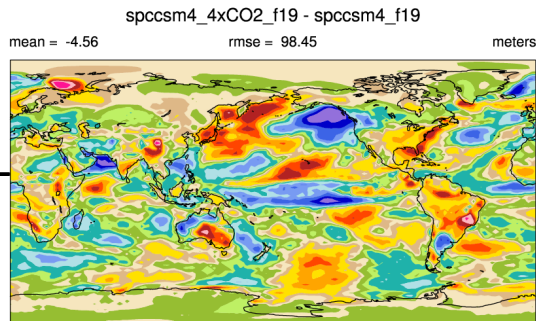 spccsm4_4xCO2_f19 - spccsm4_f19
mean = -4.56 rmse = 98.45 meters